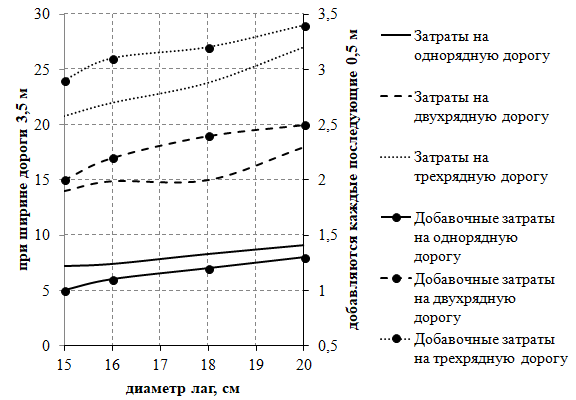 30
25
20
15
10
5
0
при ширине дороги 3,5 м
3,5
3
2,5
2
1,5
1
0,5
добавляются каждые последующие 0,5 м
15 16 17 18 19 20
диаметр лаг, см
Затраты на
однорядную дорогу
Затраты на
двухрядную дорогу
Затраты на
трехрядную дорогу
Добавочные затраты
на однорядную
дорогу
Добавочные затраты
на двухрядную
дорогу
Добавочные затраты
на трехрядную дорогу